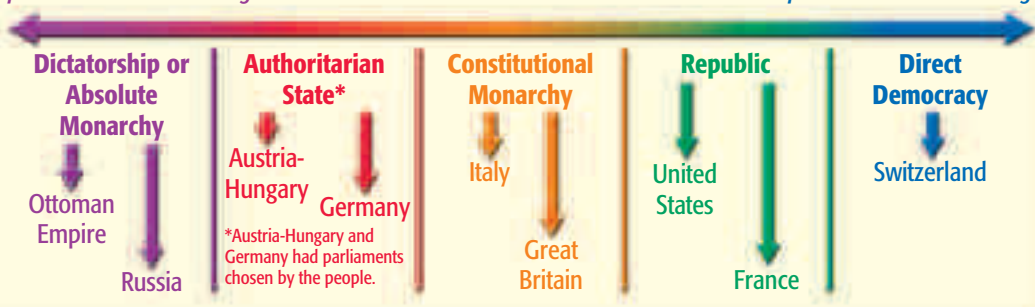 Dictatorship or
Absolute
Monarchy
Ottoman
Empire
Russia
Authoritarian
State*
Austria-
Hungary
Germany
*Austria-Hungary and
Germany had parliaments
chosen by the people.
Constitutional
Monarchy
Italy
Great
Britain
Republic
United
States
France
Direct
Democracy
Switzerland